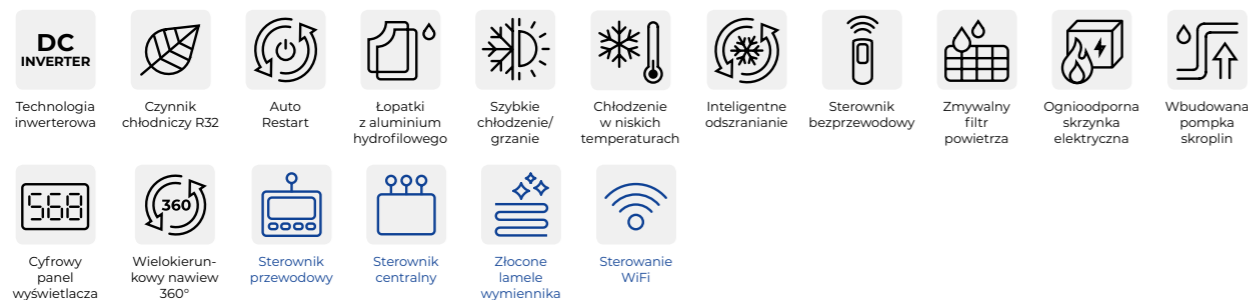 DC
INVERTER
Technologia
inwerterowa
Czynnik
chłodniczy R32
Auto
Restart
Łopatki
z aluminium
hydrofilowego
Szybkie
chłodzenie/
grzanie
Chłodzenie
w niskich
temperaturach
Inteligentne
odszranianie
Sterownik
bezprzewodowy
Zmywalny
filtr
powietrza
Ognioodporna
skrzynka
elektryczna
Wbudowana
pompka
skroplin
568
Cyfrowy
panel
wyświetlacza
360
Wielokierun-
kowy nawiew
360°
Sterownik
przewodowy
Sterownik
centralny
Złocone
lamele
wymiennika
Sterowanie
WiFi